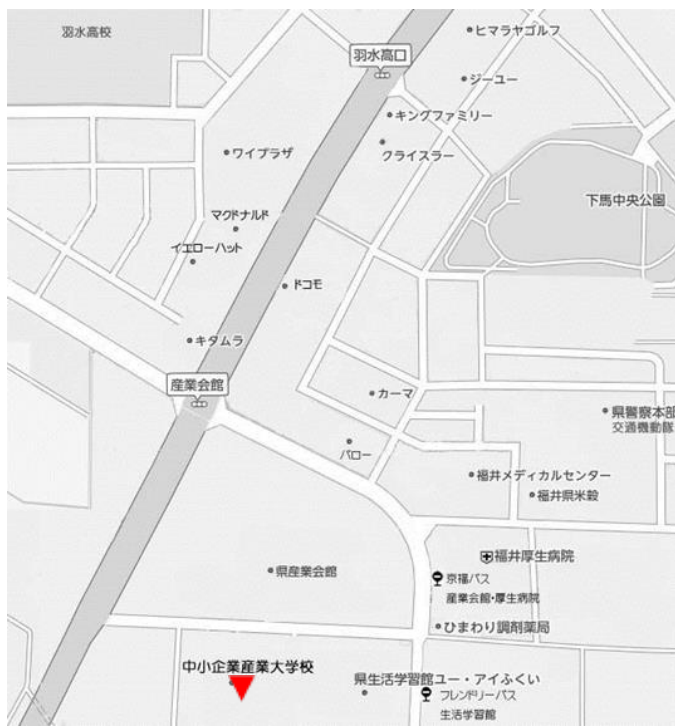 ヒマラヤゴルフ
羽水高校
羽水高口
ジーユー
キングファミリー
クライスラー
ワイプラザ
下馬中央公園
マクドナルド
イエローハット
ドコモ
キタムラ
産業会館
カーマ
県警察本部
交通機動隊
バロー
福井メディカルセンター
福井県米穀
福井厚生病院
県産業会館
京福バス
産業会館・厚生病院
ひまわり調剤薬局
中小企業産業大学校
県生活学習館ユー・アイふくい
フレンドリーバス
生活学習館